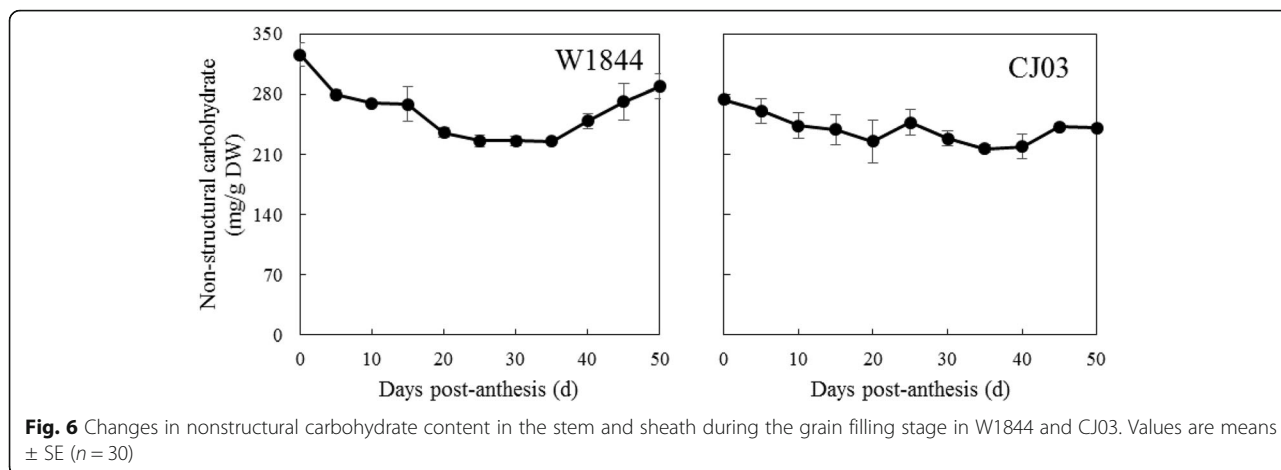 Non-structural carbohydrate
(mg/g DW)
350
280
210
140
70
0
W1844
0 10 20 30 40 50
Days post-anthesis (d)
CJ03
0 10 20 30 40 50
Days post-anthesis (d)
Fig. 6 Changes in nonstructural carbohydrate content in the stem and sheath during the grain filling stage in W1844 and CJ03. Values are means
± SE (n = 30)